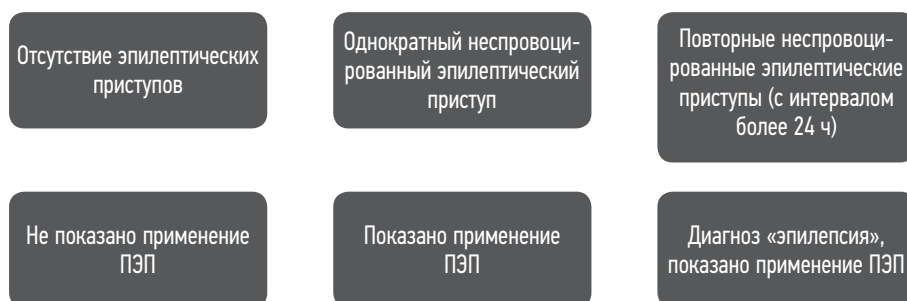 Отсутствие эпилептических
приступов
Однократный неспровоци-
рованный эпилептический
приступ
Повторные неспровоци-
рованные эпилептические
приступы (с интервалом
более 24 ч)
Не показано применение
ПЭП
Показано применение
ПЭП
Диагноз «эпилепсия»,
показано применение ПЭП